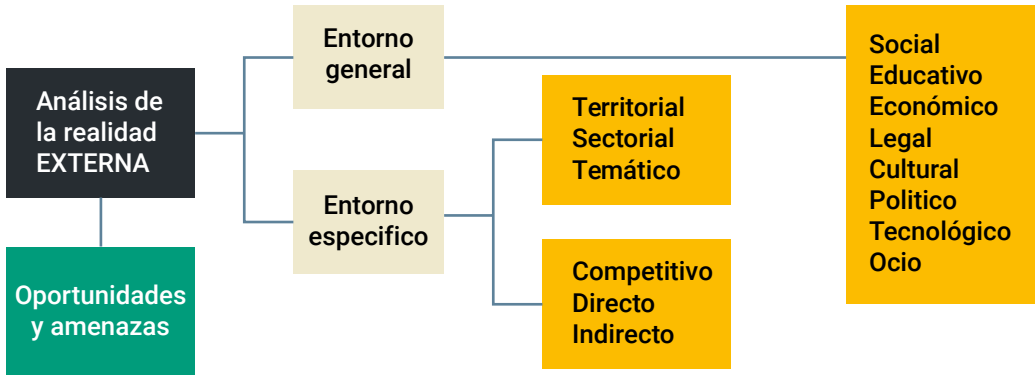 Análisis de
la realidad
EXTERNA
Oportunidades
y amenazas
Entorno
general
Entorno
especifico
Territorial
Sectorial
Temático
Competitivo
Directo
Indirecto
Social
Educativo
Económico
Legal
Cultural
Politico
Tecnológico
Ocio